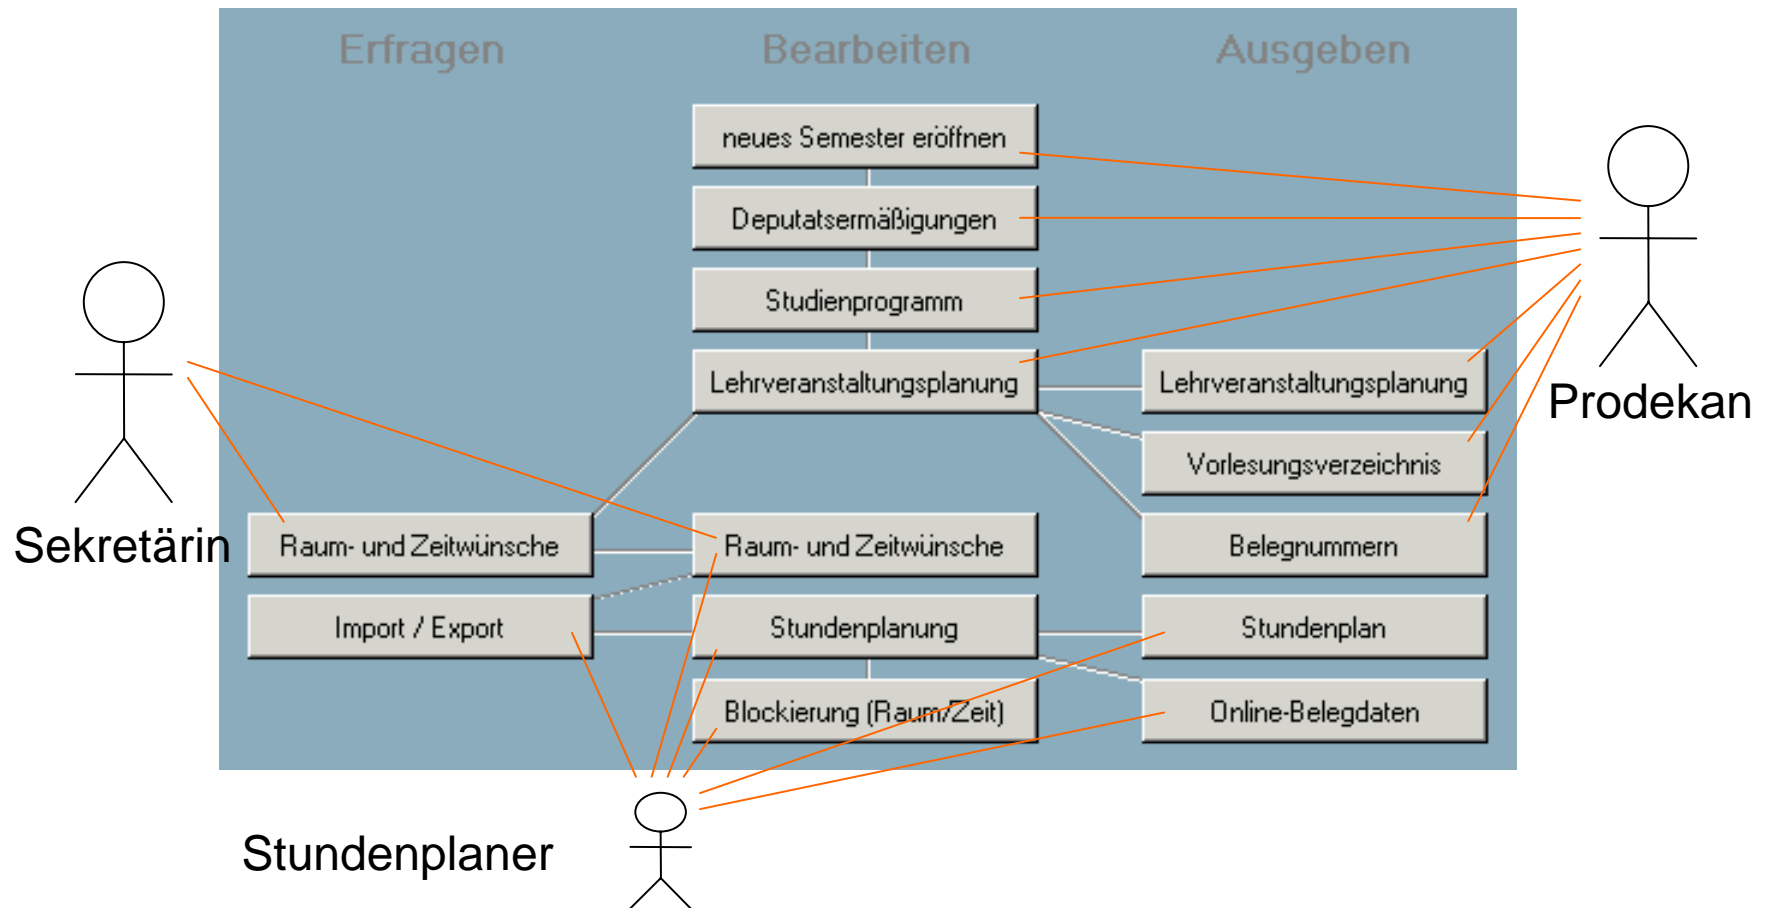 Erfragen Bearbeiten Ausgeben
neues Semester eröffnen
Deputatsermäßigungen
Studienprogramm
Lehrveranstaltungsplanung Lehrveranstaltungsplanung
Prodekan
Vorlesungsverzeichnis
Sekretärin
Raum- und Zeitwünsche Raum- und Zeitwünsche Belegnummern
Import / Export Stundenplanung Stundenplan
Blockierung (Raum/Zeit) Online-Belegdaten
Stundenplaner